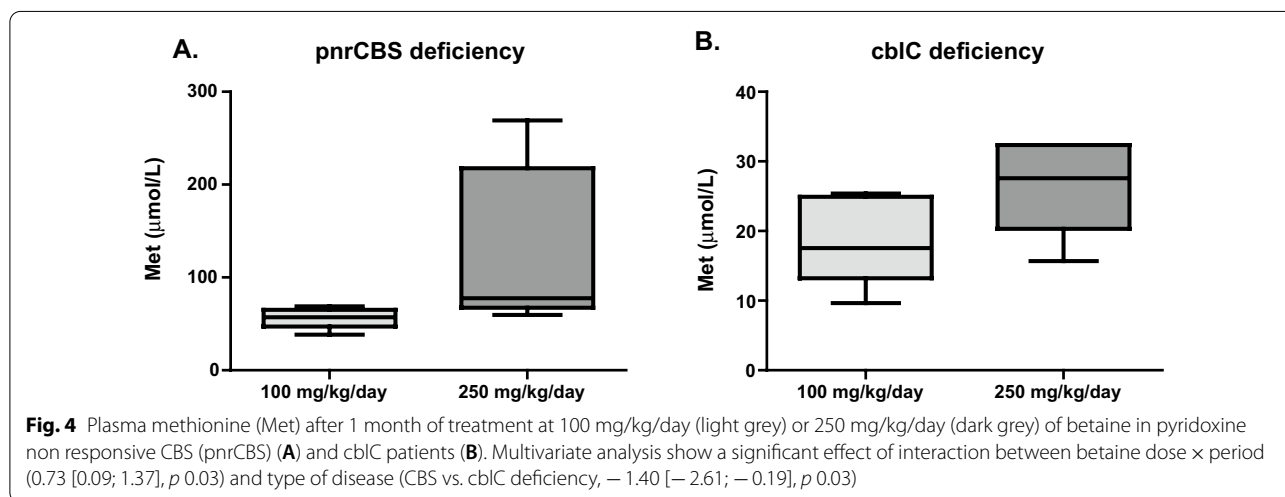 A.
pnrCBS deficiency
300
200
100
0
Met (μmol/L)
100 mg/kg/day
250 mg/kg/day
B.
cblC deficiency
40
30
20
10
0
Met (μmol/L)
100 mg/kg/day
250 mg/kg/day
Fig. 4 Plasma methionine (Met) after 1 month of treatment at 100 mg/kg/day (light grey) or 250 mg/kg/day (dark grey) of betaine in pyridoxine
non responsive CBS (pnrCBS) (A) and cblC patients (B). Multivariate analysis show a significant effect of interaction between betaine dose × period
(0.73 [0.09; 1.37], p 0.03) and type of disease (CBS vs. cblC deficiency, − 1.40 [− 2.61; − 0.19], p 0.03)